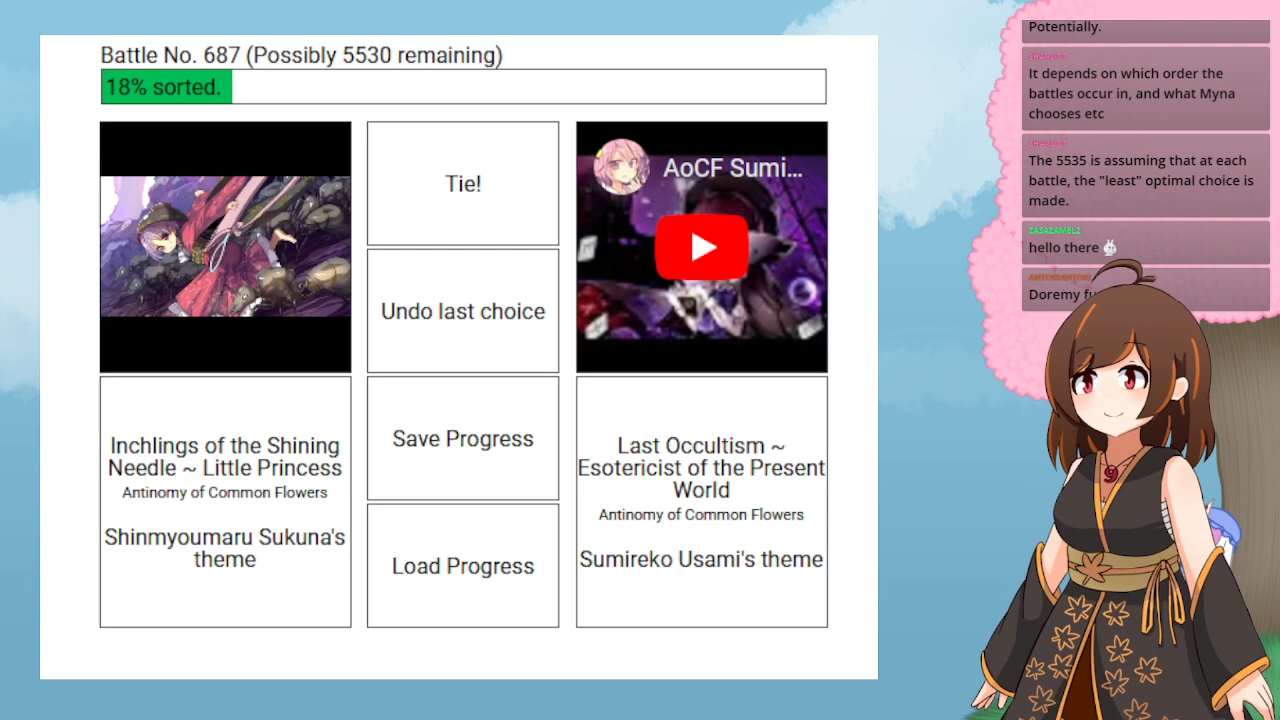 Battle No. 687 (Possibly 5530 remaining)
18% sorted.
Tie!
Undo last choice
Save Progress
Load Progress
Inchlings of the Shining
Needle ~ Little Princess
Antinomy of Common Flowers
Shinmyoumaru Sukuna's
theme
AoCF Sumi...
Last Occultism ~
Esotericist of the Present
World
Antinomy of Common Flowers
Sumireko Usami's theme
Potentially.
It depends on which order the
battles occur in, and what Myna
chooses etc
The 5535 is assuming that at each
battle, the "least" optimal choice is
made.
ZASAZAMEL2
hello there
Doremy
9